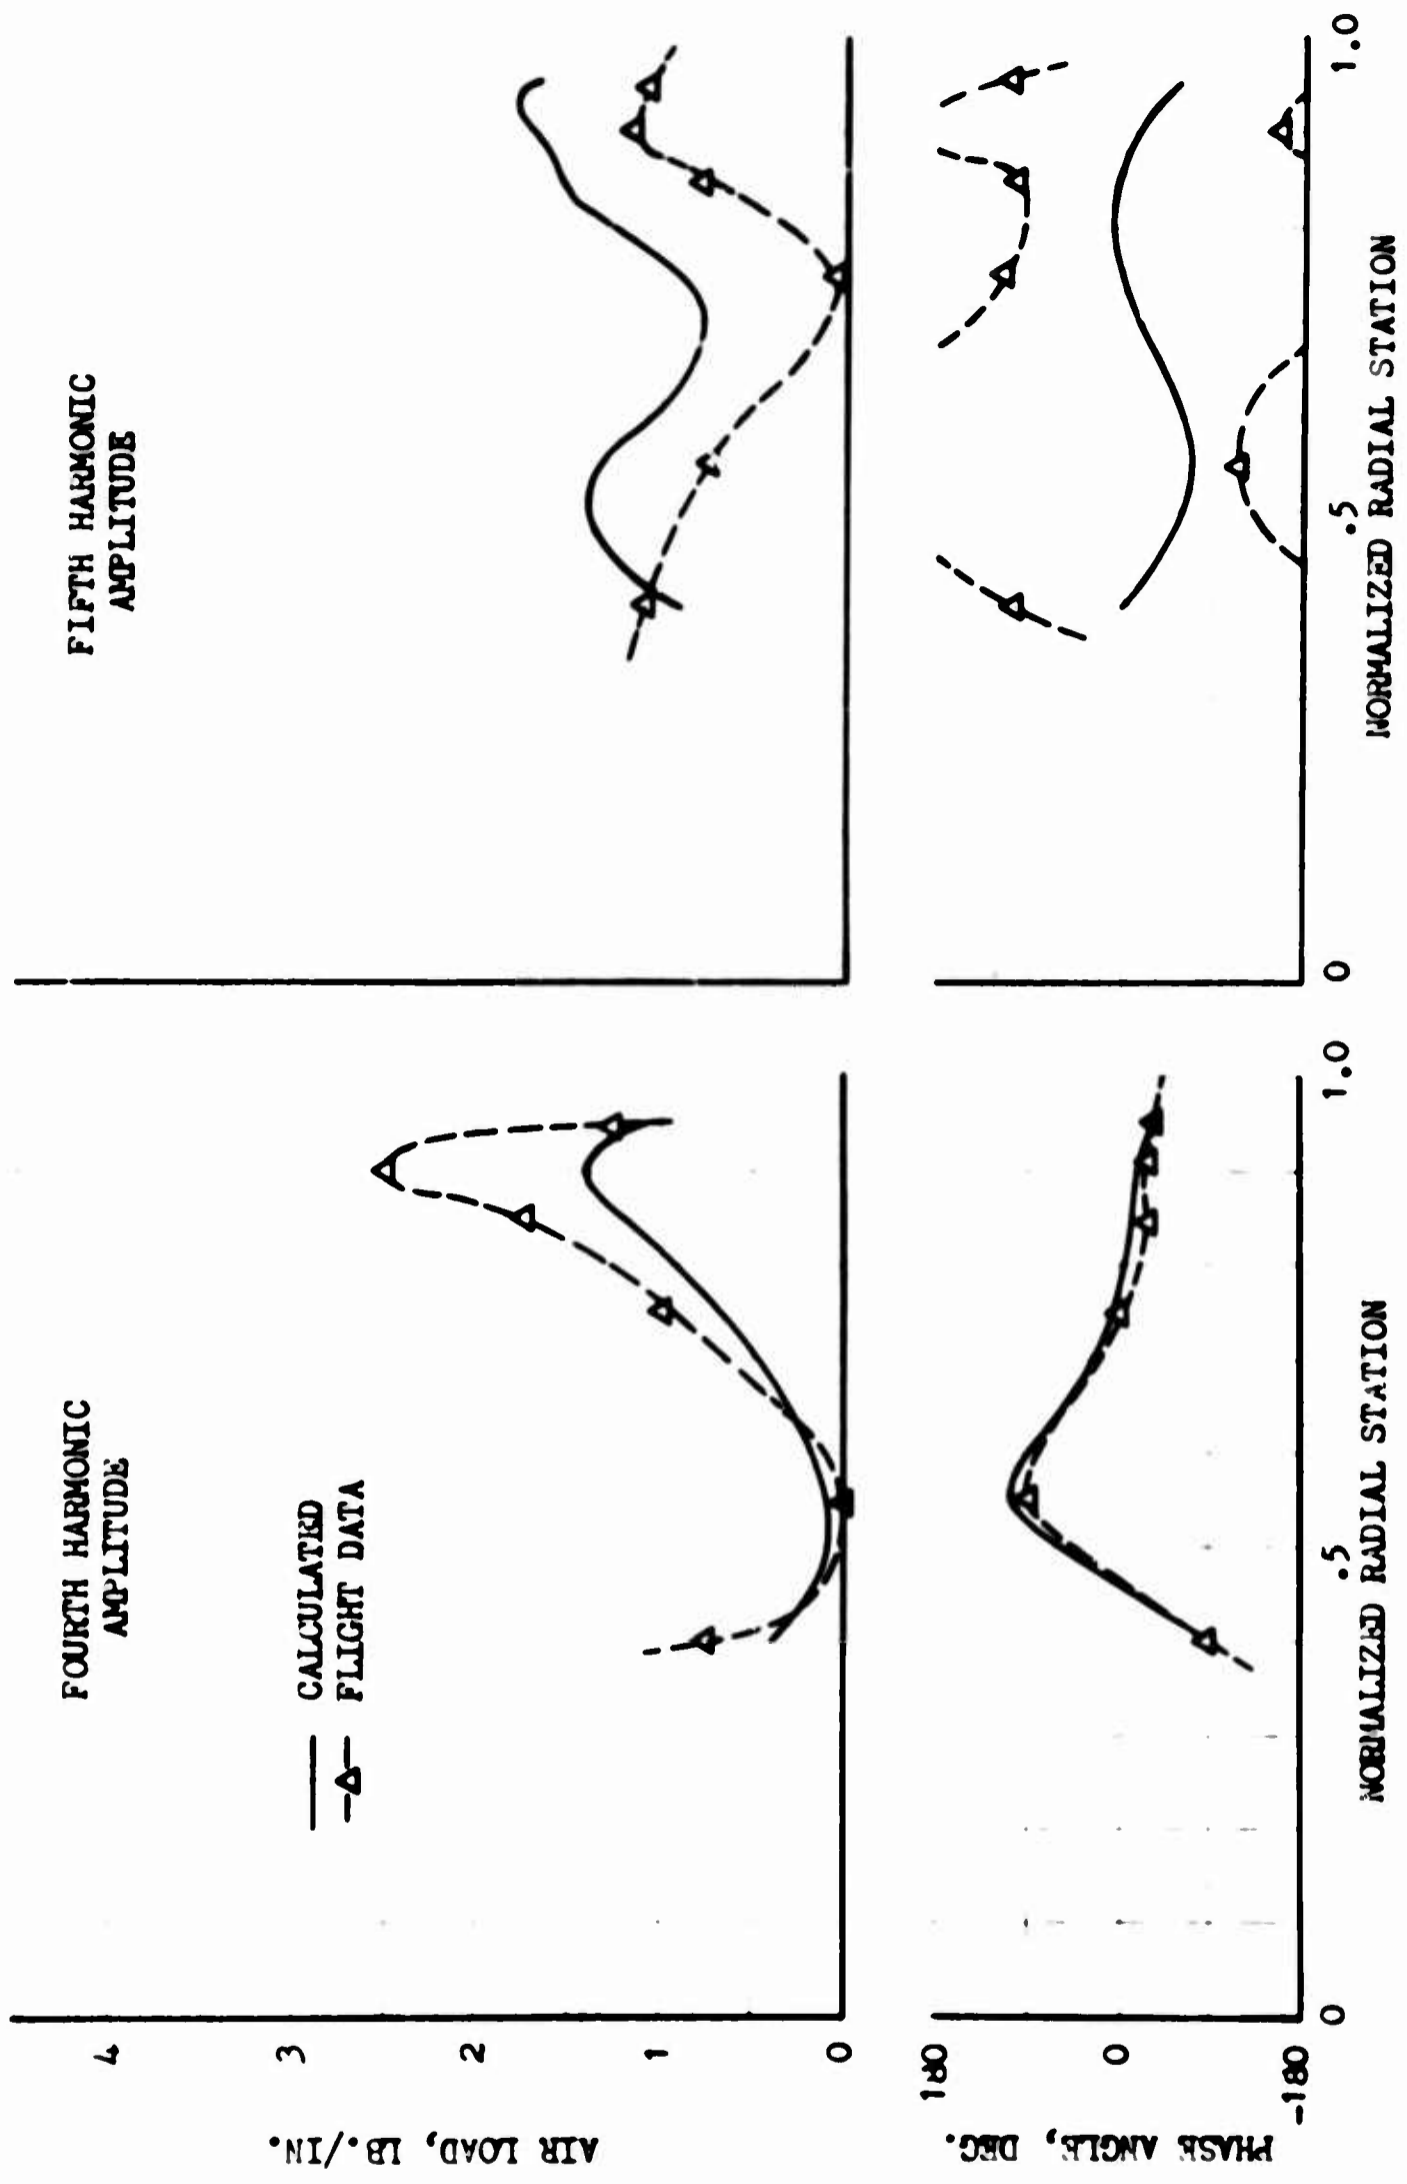 FOURTH HARMONIC
AMPLITUDE
CALCULATED
FLIGHT DATA
AIR LOAD, LB./IN.
4
3
2
1
0
PHASE ANGLE, DEG.
180
0
-180
0
.5
1.0
NORMALIZED RADIAL STATION
FIFTH HARMONIC
AMPLITUDE
0
.5
1.0
NORMALIZED RADIAL STATION